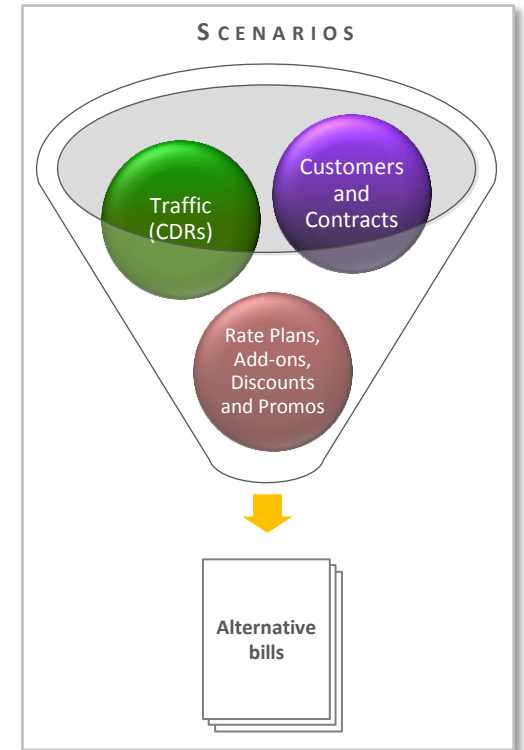 SCENARIOS
Customers
and
Contracts
Traffic
(CDRs)
Rate Plans,
Add-ons,
Discounts
and Promos
Alternative
bills